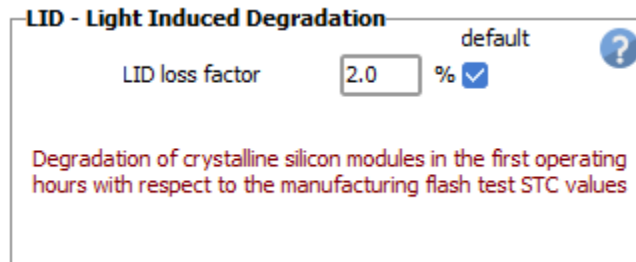 LID - Light Induced Degradation
default
LID loss factor 2.0 %
?
Degradation of crystalline silicon modules in the first operating
hours with respect to the manufacturing flash test STC values